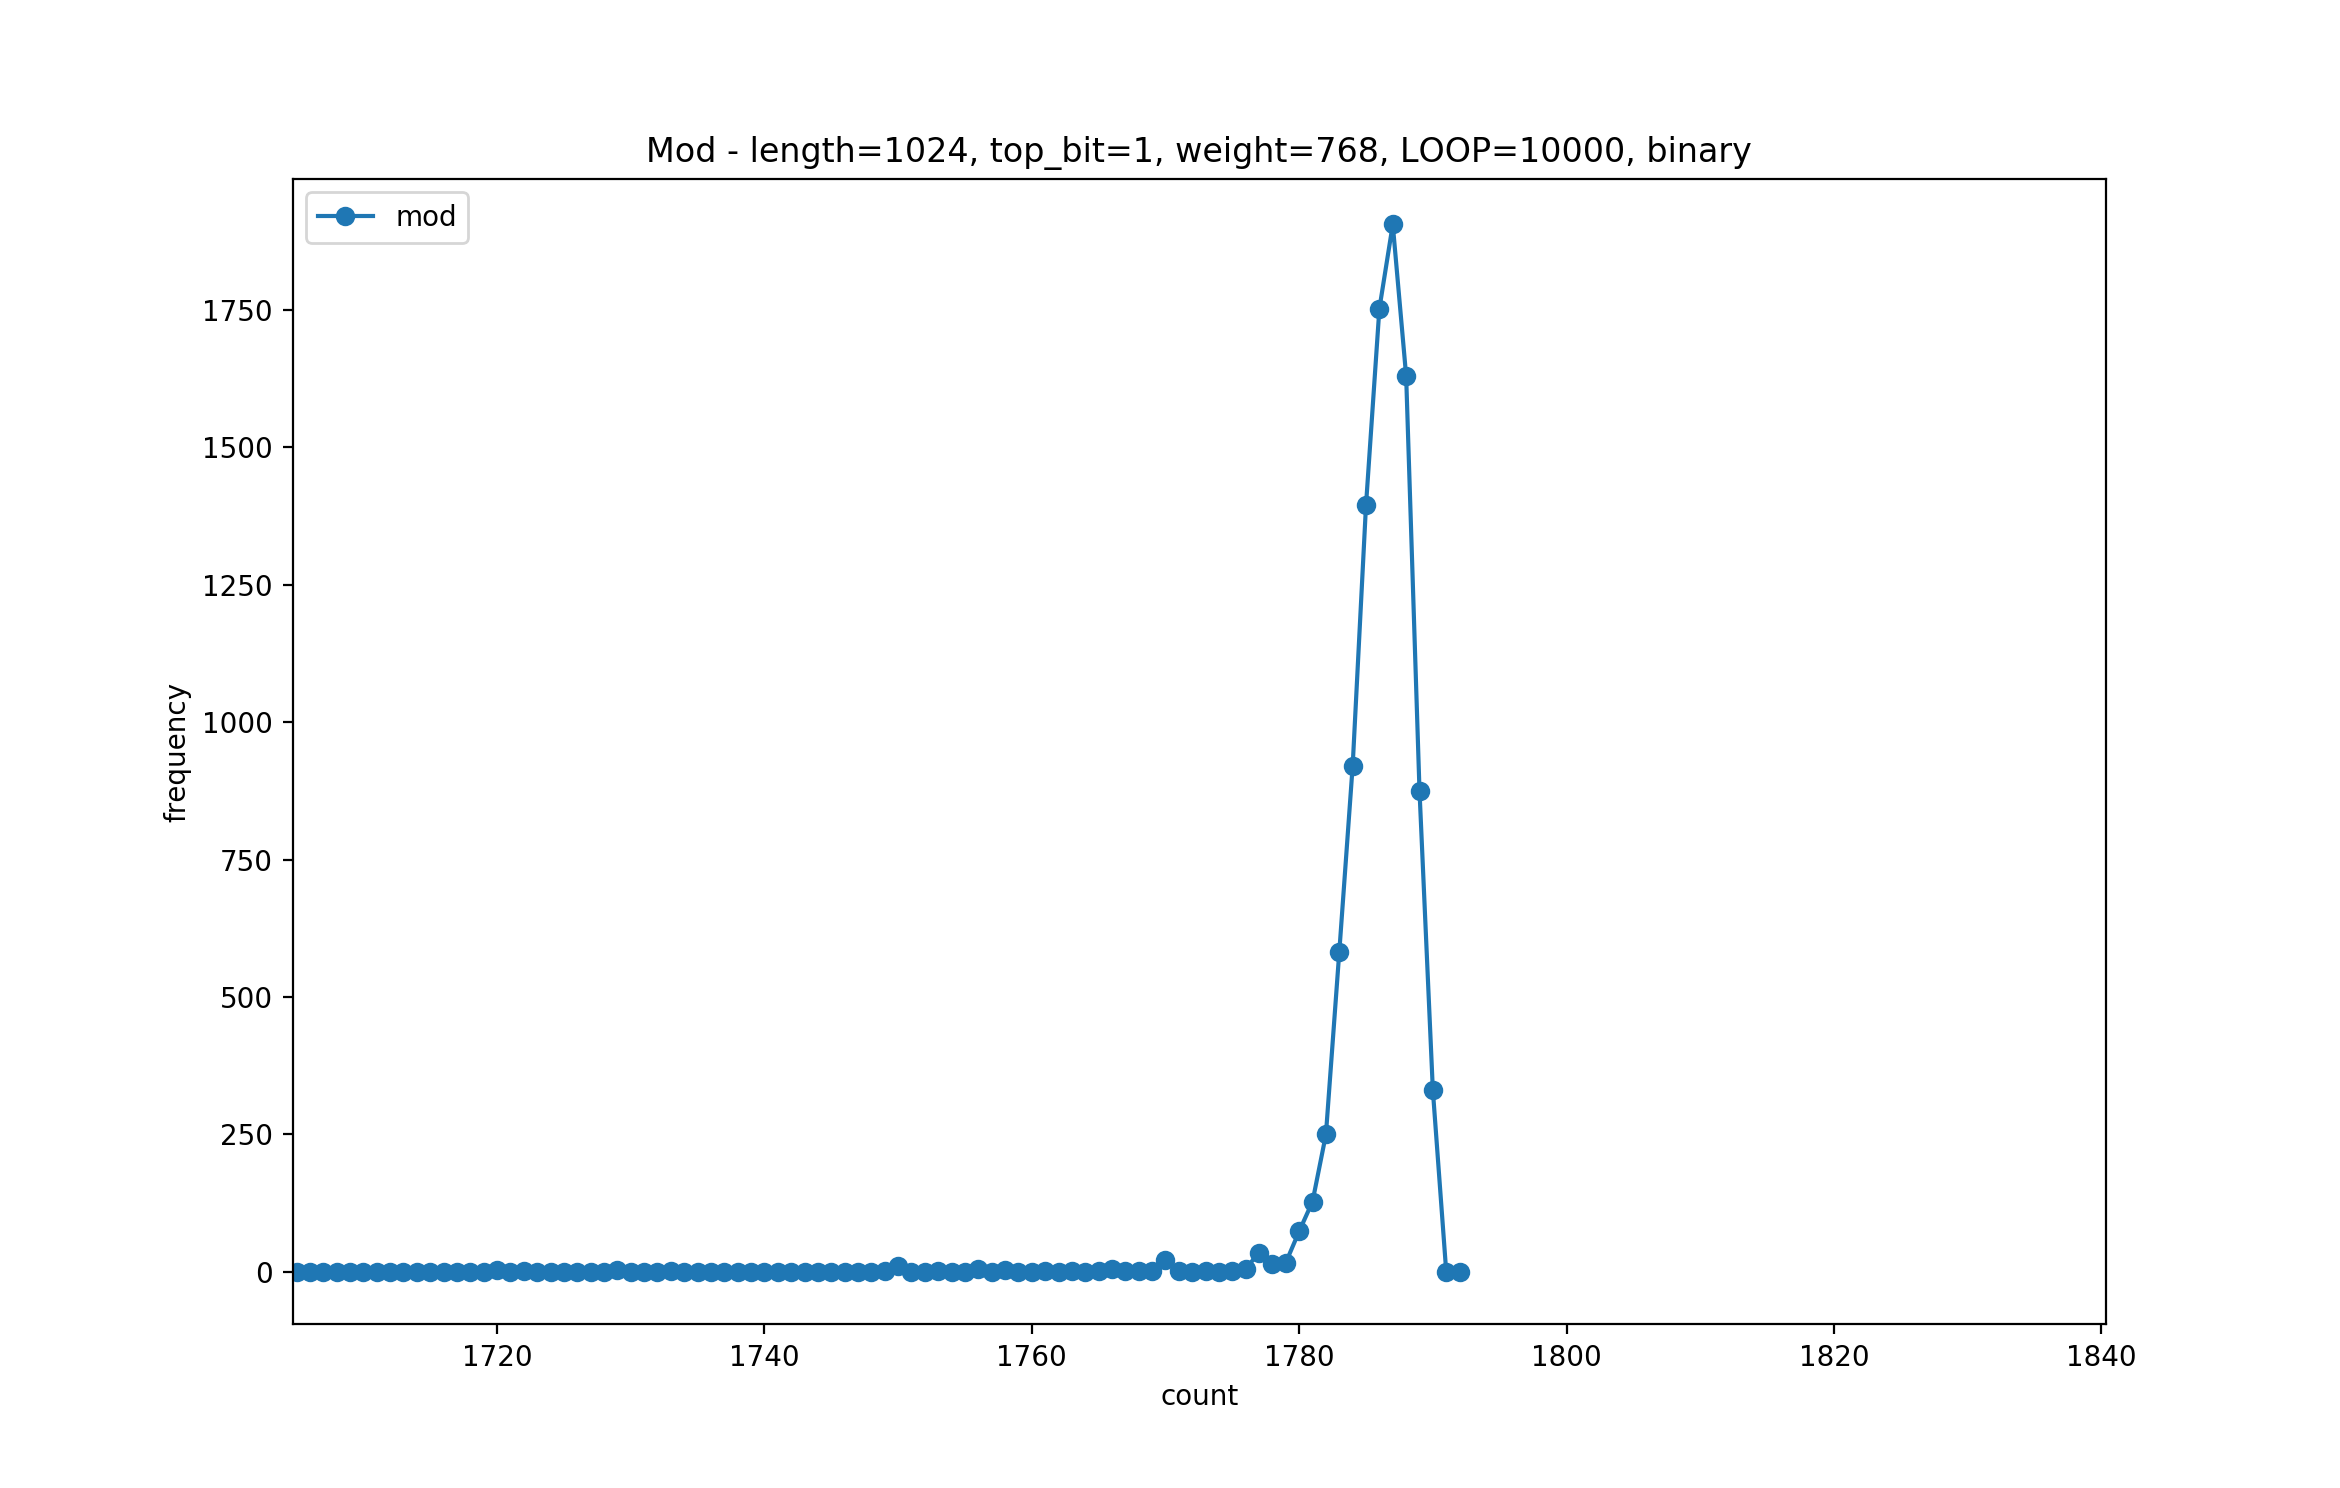 Mod - length=1024, top_bit=1, weight=768, LOOP=10000, binary
mod
1750
1500
1250
1000
750
500
250
0
frequency
1720 1740 1760 1780 1800 1820 1840
count